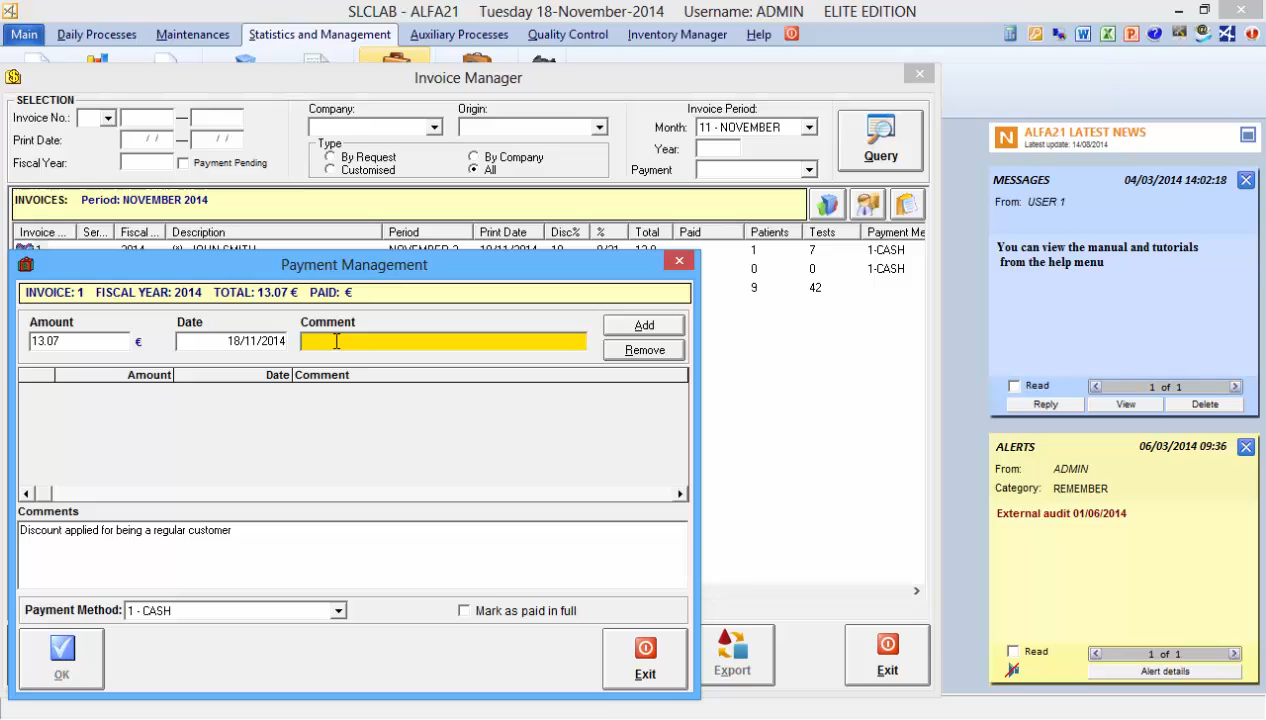 SLCLAB - ALFA21 Tuesday 18-November-2014 Username: ADMIN ELITE EDITION
Main Daily Processes Maintenances Statistics and Management Auxiliary Processes Quality Control Inventory Manager Help
Invoice Manager
SELECTION
Invoice No.: — Company: Origin: Invoice Period:
Month: 11 - NOVEMBER
Print Date: / / — / / Type Year:
Fiscal Year: Payment Pending By Request By Company Payment
Customised All
Query
INVOICES: Period: NOVEMBER 2014
Invoice ... Ser... Fiscal ... Description Period Print Date Disc% % Total Paid Patients Tests Payment Me
1 2014 JOHN SMITH NOVEMBER 2 18/11/2014 10 13.0 1 7 1-CASH
0 0 1-CASH
9 42
Payment Management
INVOICE: 1 FISCAL YEAR: 2014 TOTAL: 13.07 € PAID: €
Amount Date Comment
13.07 € 18/11/2014
Add
Remove
Amount Date Comment
Comments
Discount applied for being a regular customer
Payment Method: 1 - CASH Mark as paid in full
OK Exit
Export Exit
N ALFA21 LATEST NEWS
Latest update: 14/08/2014
MESSAGES 04/03/2014 14:02:18
From: USER 1
You can view the manual and tutorials
from the help menu
Read 1 of 1
Reply View Delete
ALERTS 06/03/2014 09:36
From: ADMIN
Category: REMEMBER
External audit 01/06/2014
Read 1 of 1
Alert details